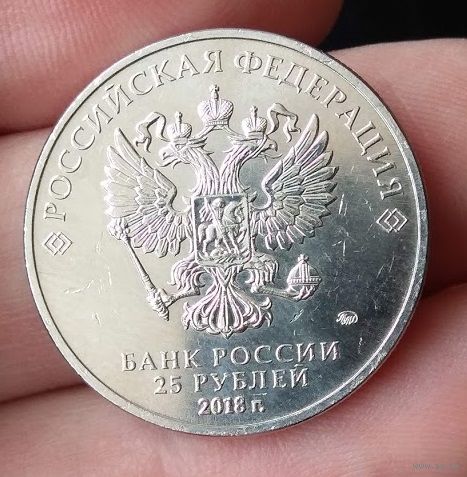 РОССИЙСКАЯ ФЕДЕРАЦИЯ
ММД
БАНК РОССИИ
25 РУБЛЕЙ
2018 г.